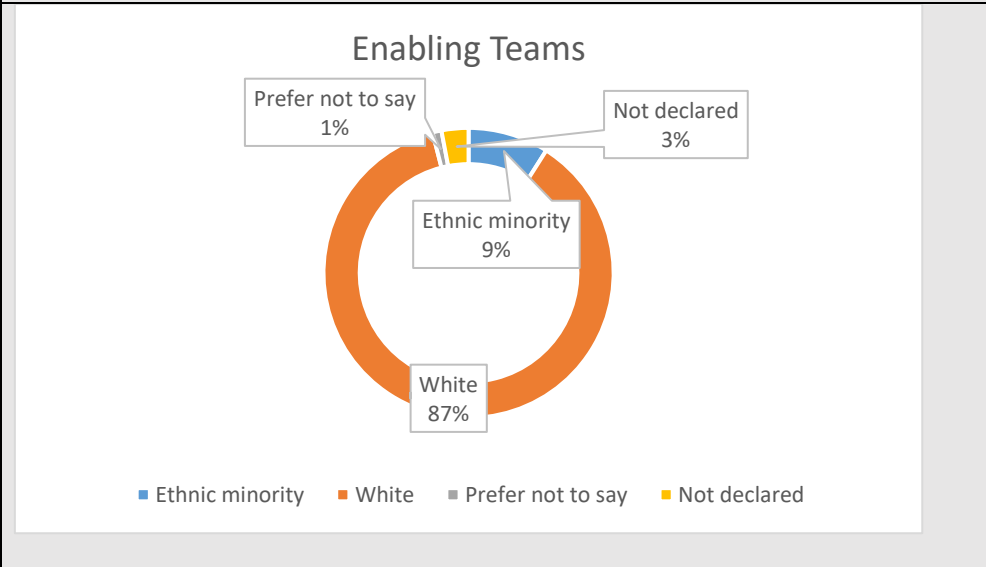 Enabling Teams
Prefer not to say
1%
Not declared
3%
Ethnic minority
9%
White
87%
Ethnic minority White Prefer not to say Not declared